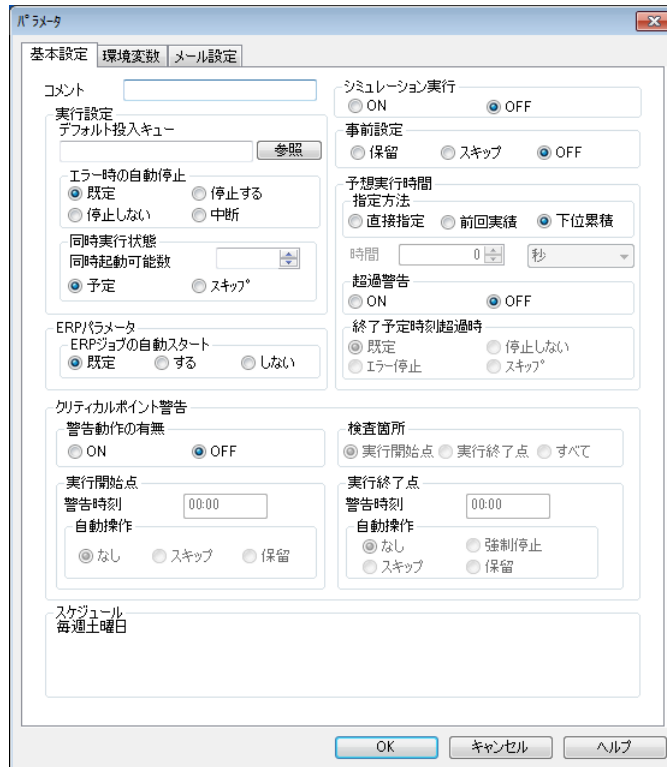 パラメータ
基本設定 環境変数 メール設定
コメント
実行設定
デフォルト投入キュー
参照
エラー時の自動停止
既定 停止する
停止しない 中断
同時実行状態
同時起動可能数
予定 スキップ
ERPパラメータ
ERPジョブの自動スタート
既定 する しない
シミュレーション実行
ON OFF
事前設定
保留 スキップ OFF
予想実行時間
指定方法
直接指定 前回実績 下位累積
時間 0 秒
超過警告
ON OFF
終了予定時刻超過時
既定 停止しない
エラー停止 スキップ
クリティカルポイント警告
警告動作の有無
ON OFF
検査箇所
実行開始点 実行終了点 すべて
実行開始点
警告時刻 00:00
自動操作
なし スキップ 保留
実行終了点
警告時刻 00:00
自動操作
なし 強制停止
スキップ 保留
スケジュール
毎週土曜日
OK キャンセル ヘルプ